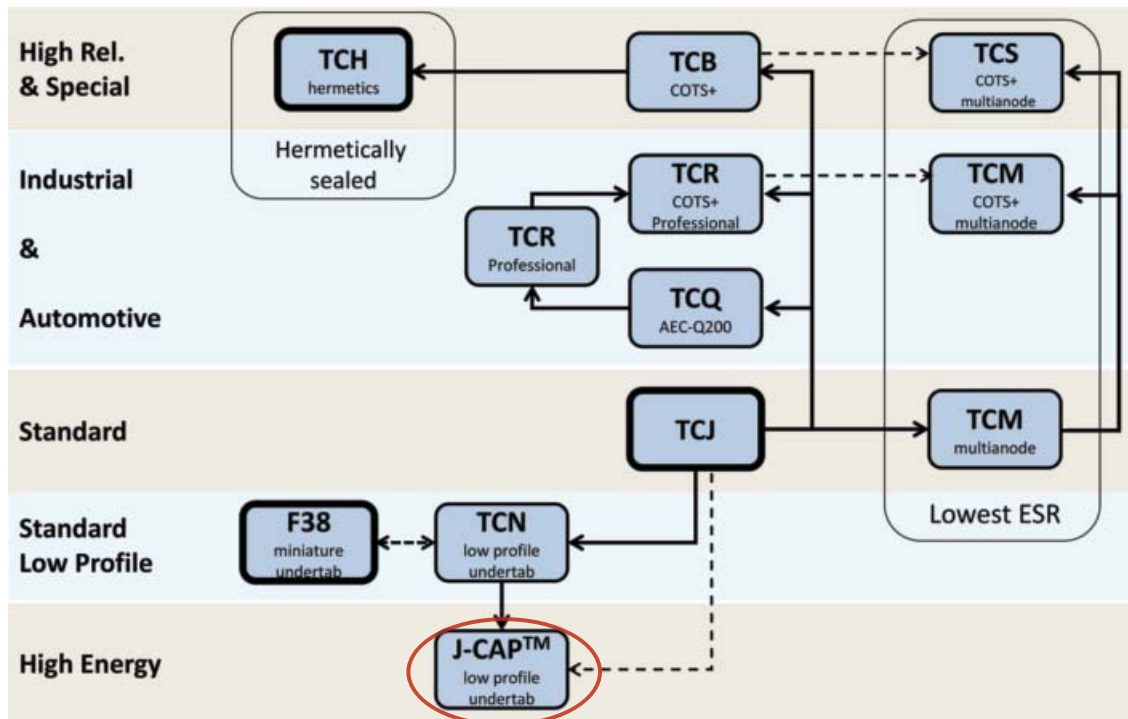 High Rel.
& Special
TCH
hermetics
TCB
COTS+
TCS
COTS+
multianode
Hermetically
sealed
Industrial
&
Automotive
TCR
COTS+
Professional
TCM
COTS+
multianode
TCR
Professional
TCQ
AEC-Q200
Standard
TCJ
TCM
multianode
Lowest ESR
Standard
Low Profile
F38
miniature
undertab
TCN
low profile
undertab
High Energy
J-CAP™
low profile
undertab